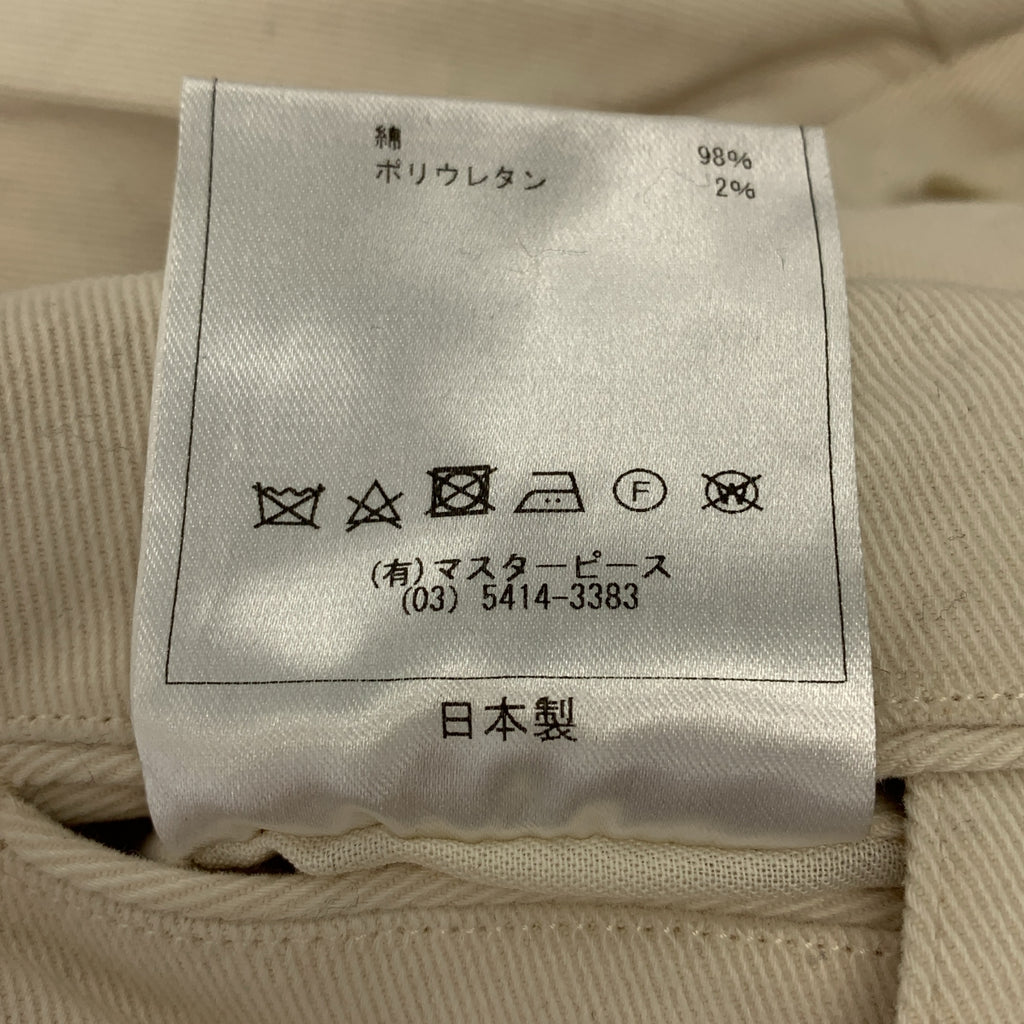 綿 98%
ポリウレタン 2%
F
W
(有)マスターピース
(03) 5414-3383
日本製